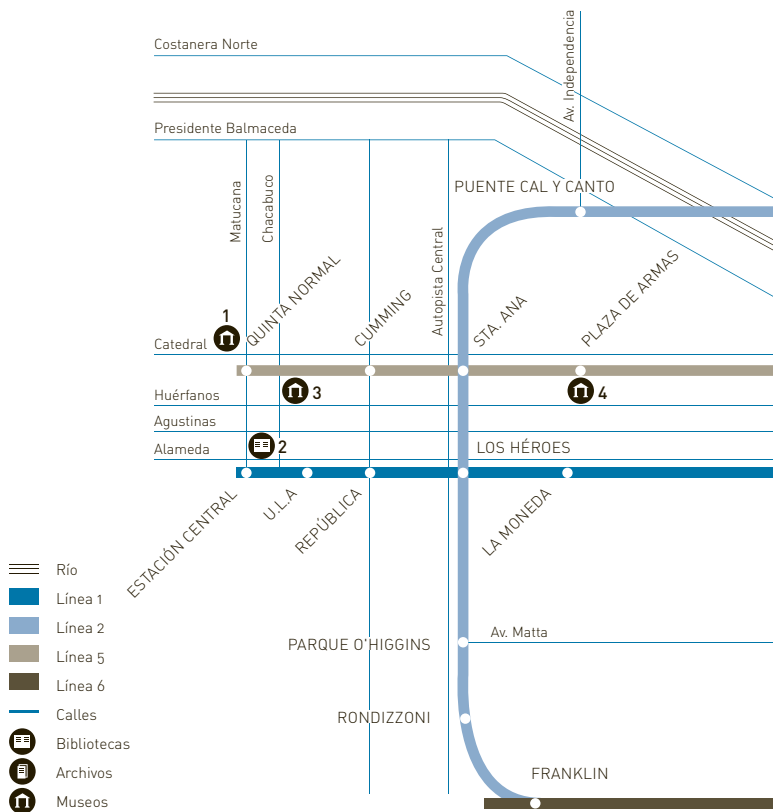 Costanera Norte
Av. Independencia
Presidente Balmaceda
PUENTE CAL Y CANTO
Matucana
Chacabuco
Autopista Central
1
QUINTA NORMAL
CUMMING
STA. ANA
PLAZA DE ARMAS
Catedral
Huérfanos
3
4
Agustinas
Alameda
2
LOS HÉROES
ESTACIÓN CENTRAL
U.L.A
REPÚBLICA
LA MONEDA
Río
Línea 1
Línea 2
Línea 5
Línea 6
Calles
Bibliotecas
Archivos
Museos
Av. Matta
PARQUE O'HIGGINS
RONDIZZONI
FRANKLIN